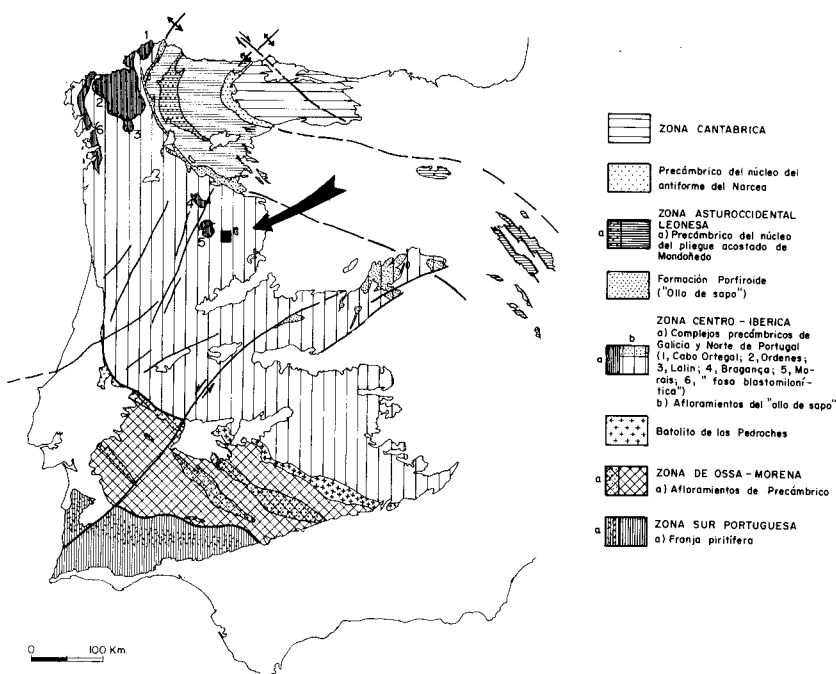 1
2
3
6
4
5
0 100 Km.
ZONA CANTABRICA
Precámbrico del núcleo del
antiforme del Narcea
ZONA ASTUROCCIDENTAL
LEONESA
a
a) Precámbrico del núcleo
del pliegue acostado de
Mondoñedo
Formación Porfiroide
("Ollo de sapo")
b
ZONA CENTRO-IBERICA
a
a) Complejos precámbricos de
Galicia y Norte de Portugal
(1, Cabo Ortegal; 2, Ordenes;
3, Lalin; 4, Bragança; 5, Mo-
rais; 6, " fosa blastomiloní-
tica")
b) Afloramientos del "ollo de sapo"
Batolito de los Pedroches
a
ZONA DE OSSA-MORENA
a) Afloramientos de Precámbrico
a
ZONA SUR PORTUGUESA
a) Franja piritífera